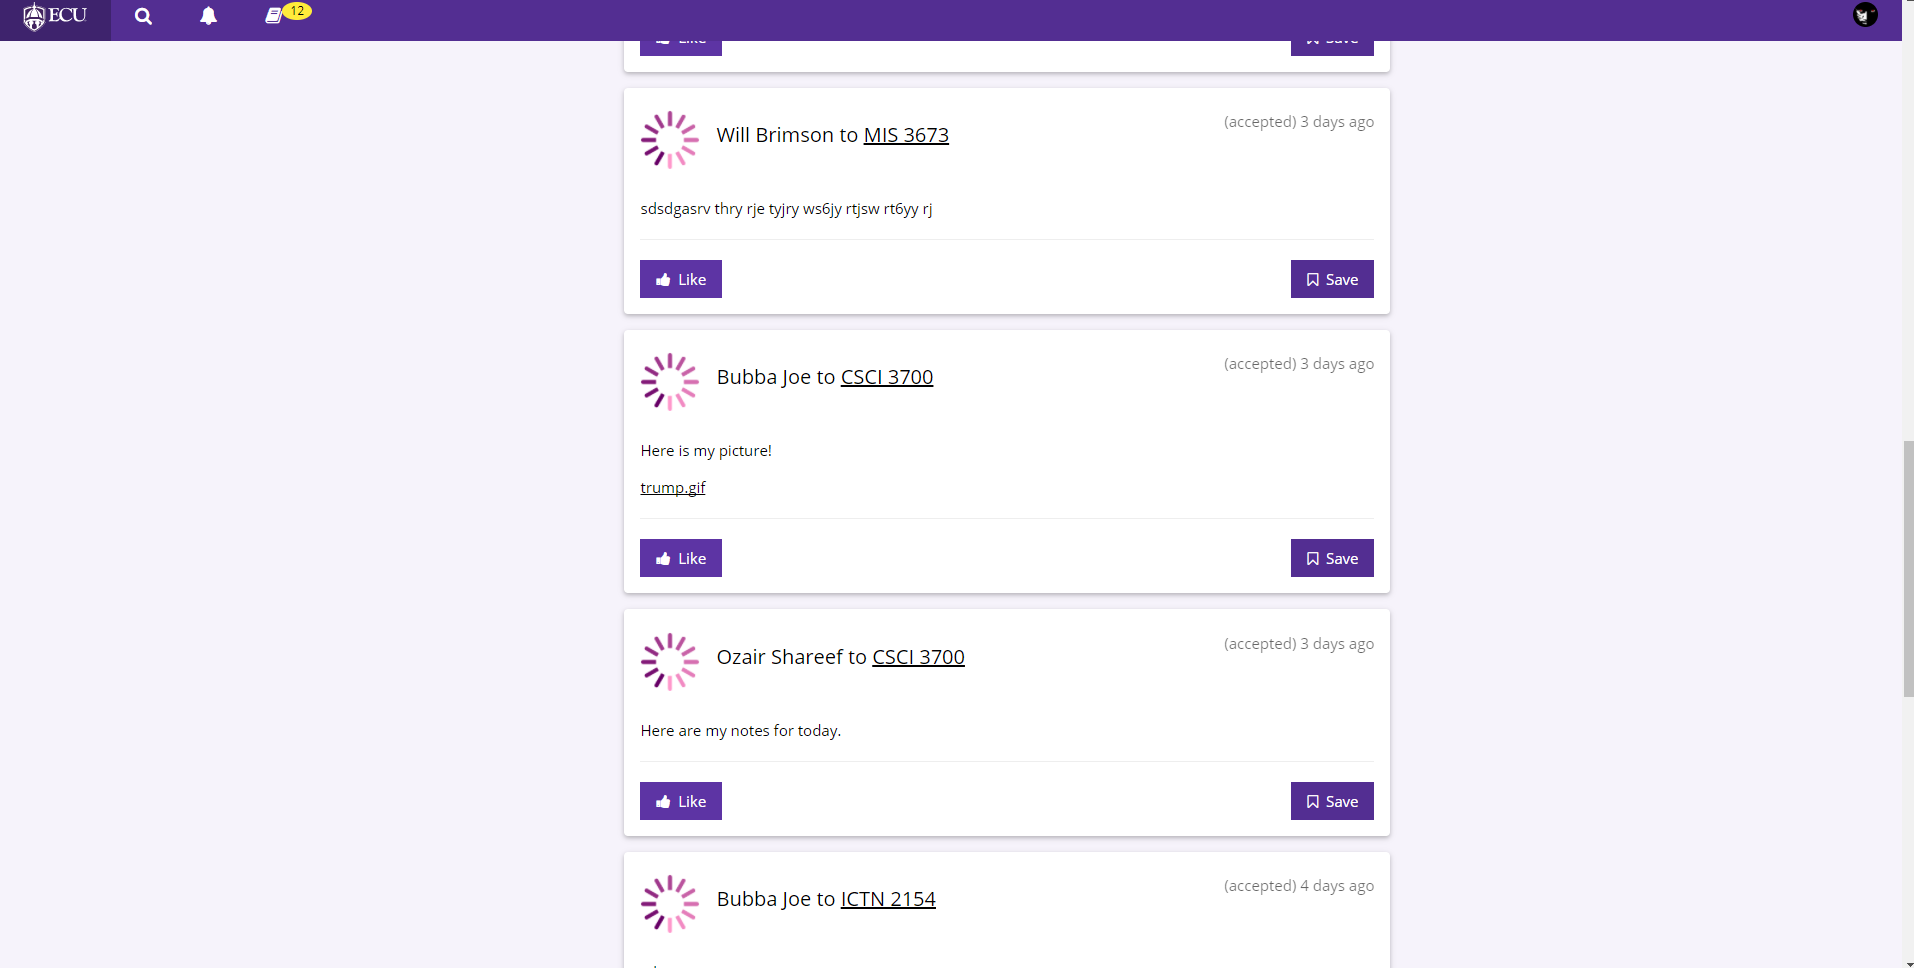 ECU
12
Like Save
Will Brimson to MIS 3673
(accepted) 3 days ago
sdsdgasrv thry rje tyjry ws6jy rtjsw rt6yy rj
Like Save
Bubba Joe to CSCI 3700
(accepted) 3 days ago
Here is my picture!
trump.gif
Like Save
Ozair Shareef to CSCI 3700
(accepted) 3 days ago
Here are my notes for today.
Like Save
Bubba Joe to ICTN 2154
(accepted) 4 days ago